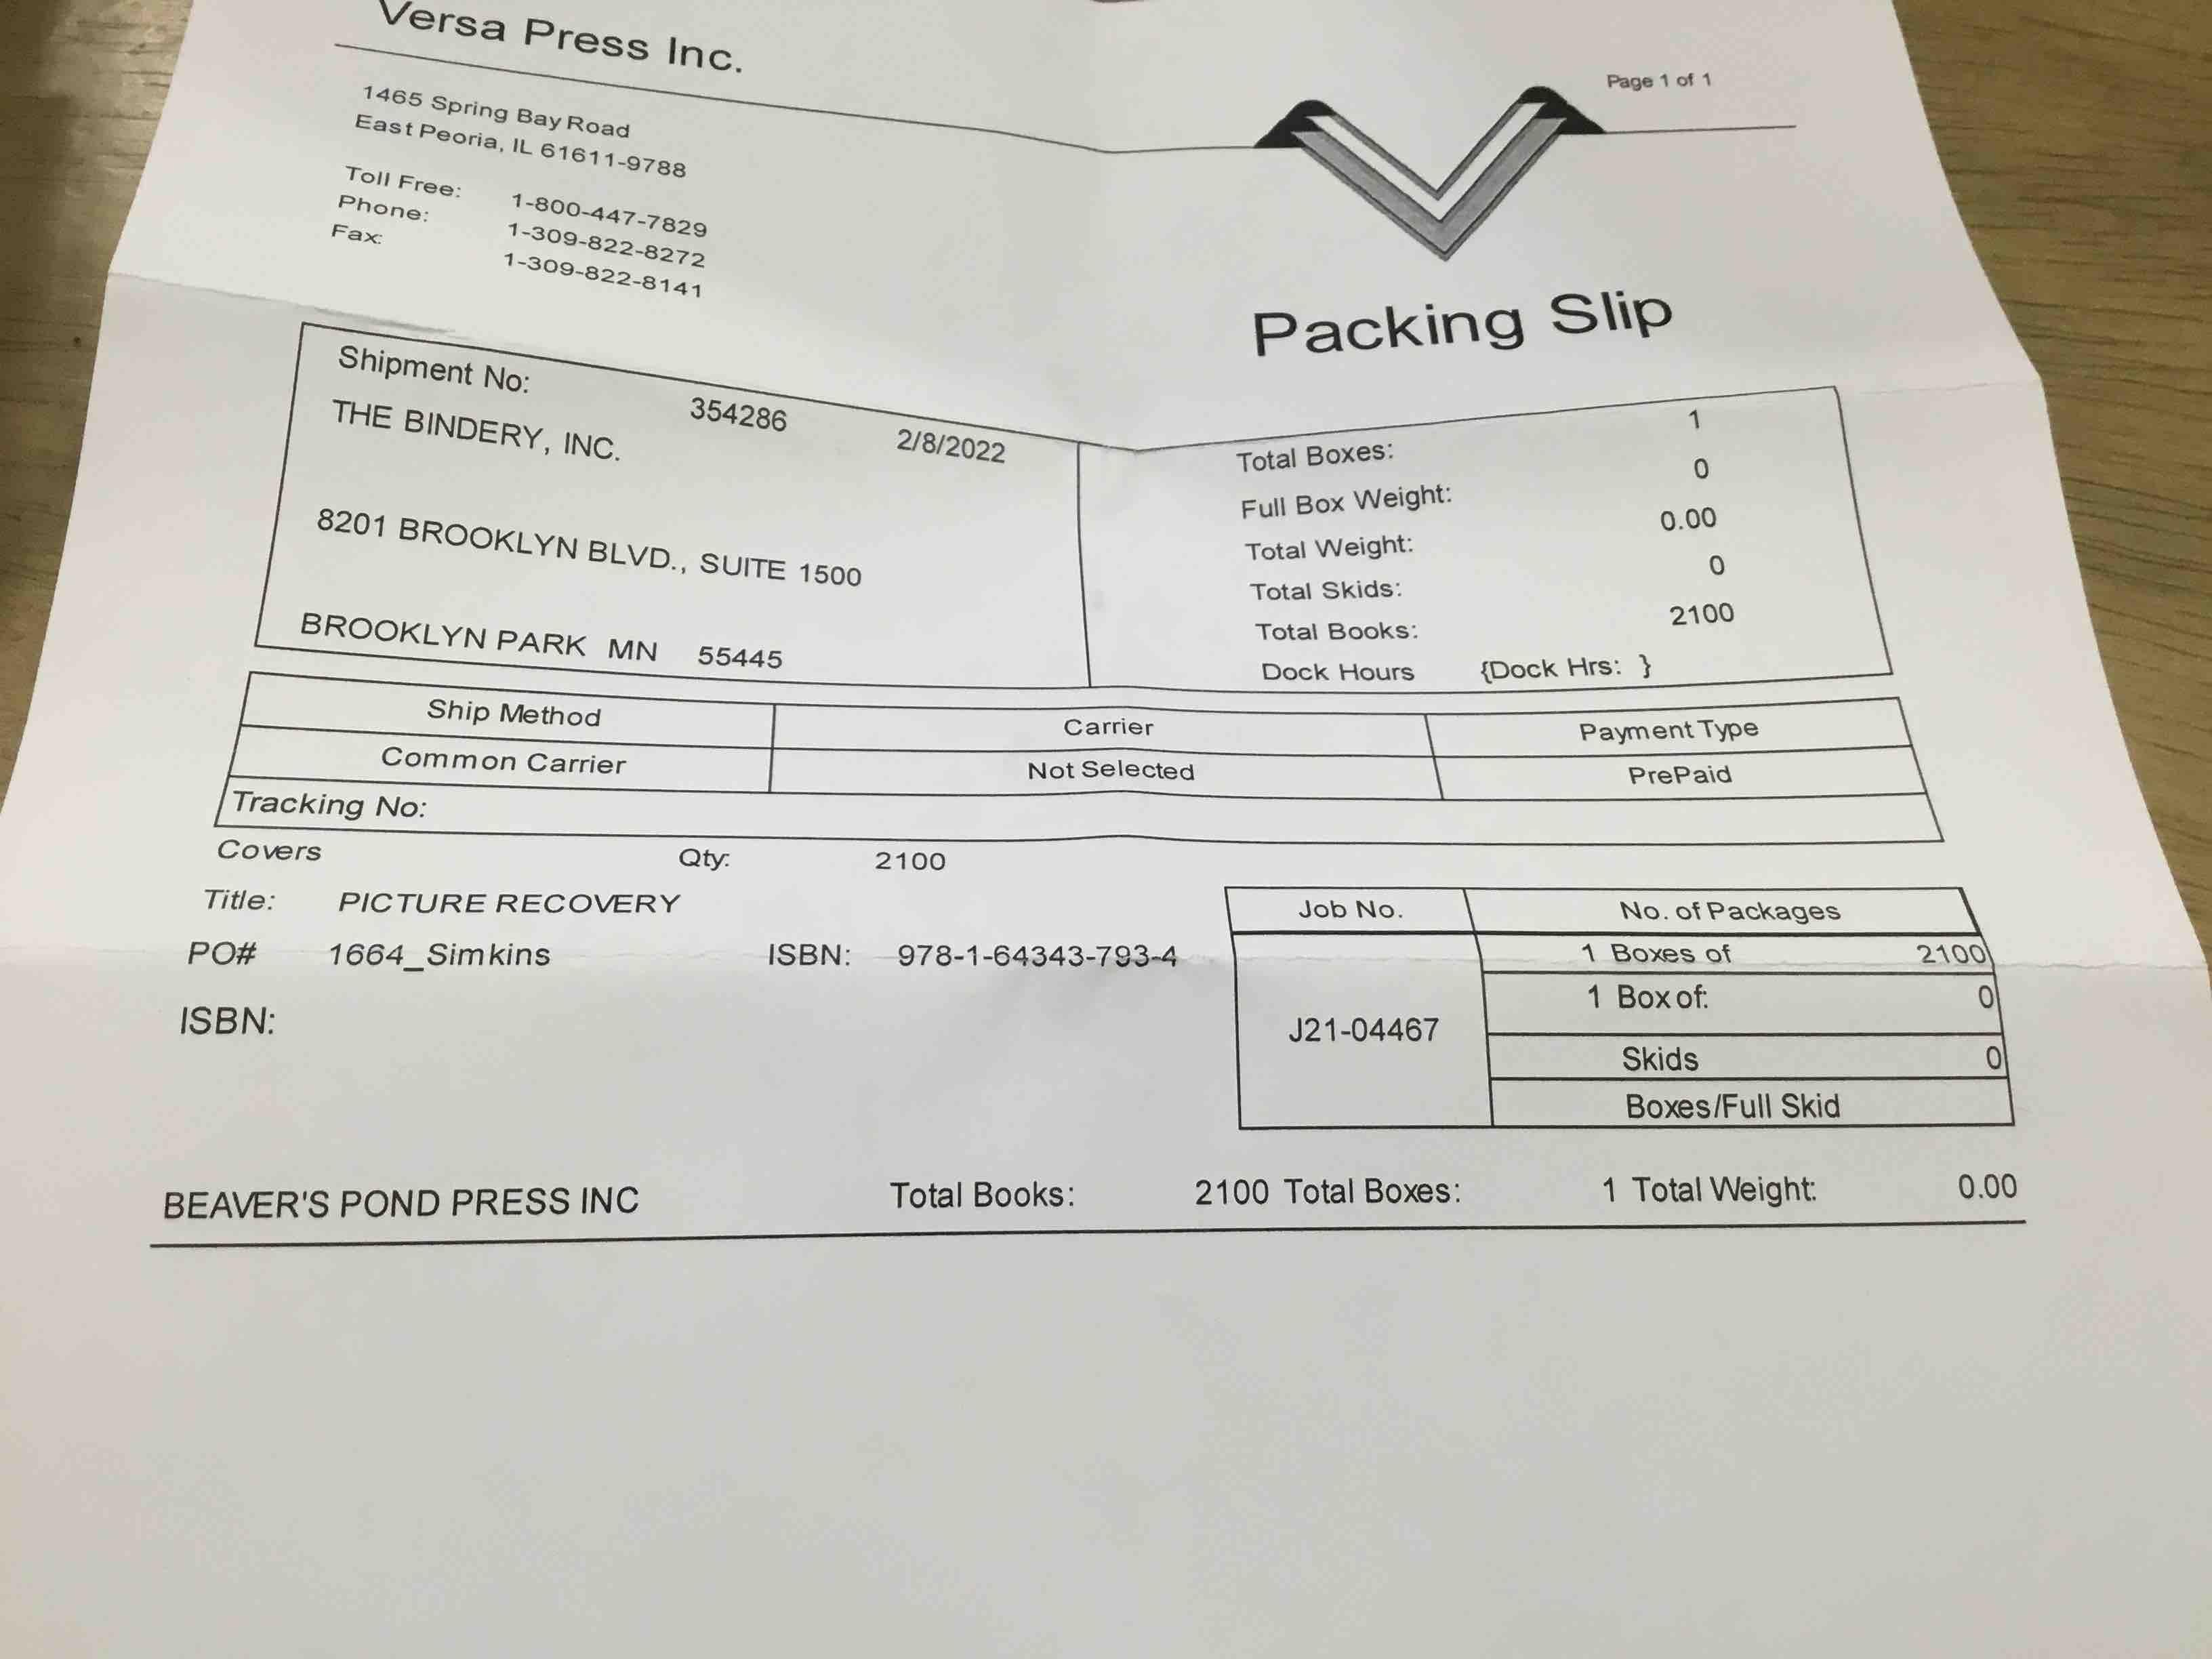 Versa Press Inc.
Page 1 of 1
1465 Spring Bay Road
East Peoria, IL 61611-9788
Toll Free: 1-800-447-7829
Phone: 1-309-822-8272
Fax: 1-309-822-8141
Packing Slip
Shipment No: 354286 2/8/2022
THE BINDERY, INC.
8201 BROOKLYN BLVD., SUITE 1500
BROOKLYN PARK MN 55445
Total Boxes: 1
Full Box Weight: 0
Total Weight: 0.00
Total Skids: 0
Total Books: 2100
Dock Hours {Dock Hrs: }
Ship Method Carrier Payment Type
Common Carrier Not Selected PrePaid
Tracking No:
Covers Qty: 2100
Title: PICTURE RECOVERY
PO# 1664_Simkins ISBN: 978-1-64343-793-4
ISBN:
Job No. No. of Packages
J21-04467
1 Boxes of 2100
1 Box of: 0
Skids 0
Boxes/Full Skid
BEAVER'S POND PRESS INC Total Books: 2100 Total Boxes: 1 Total Weight: 0.00